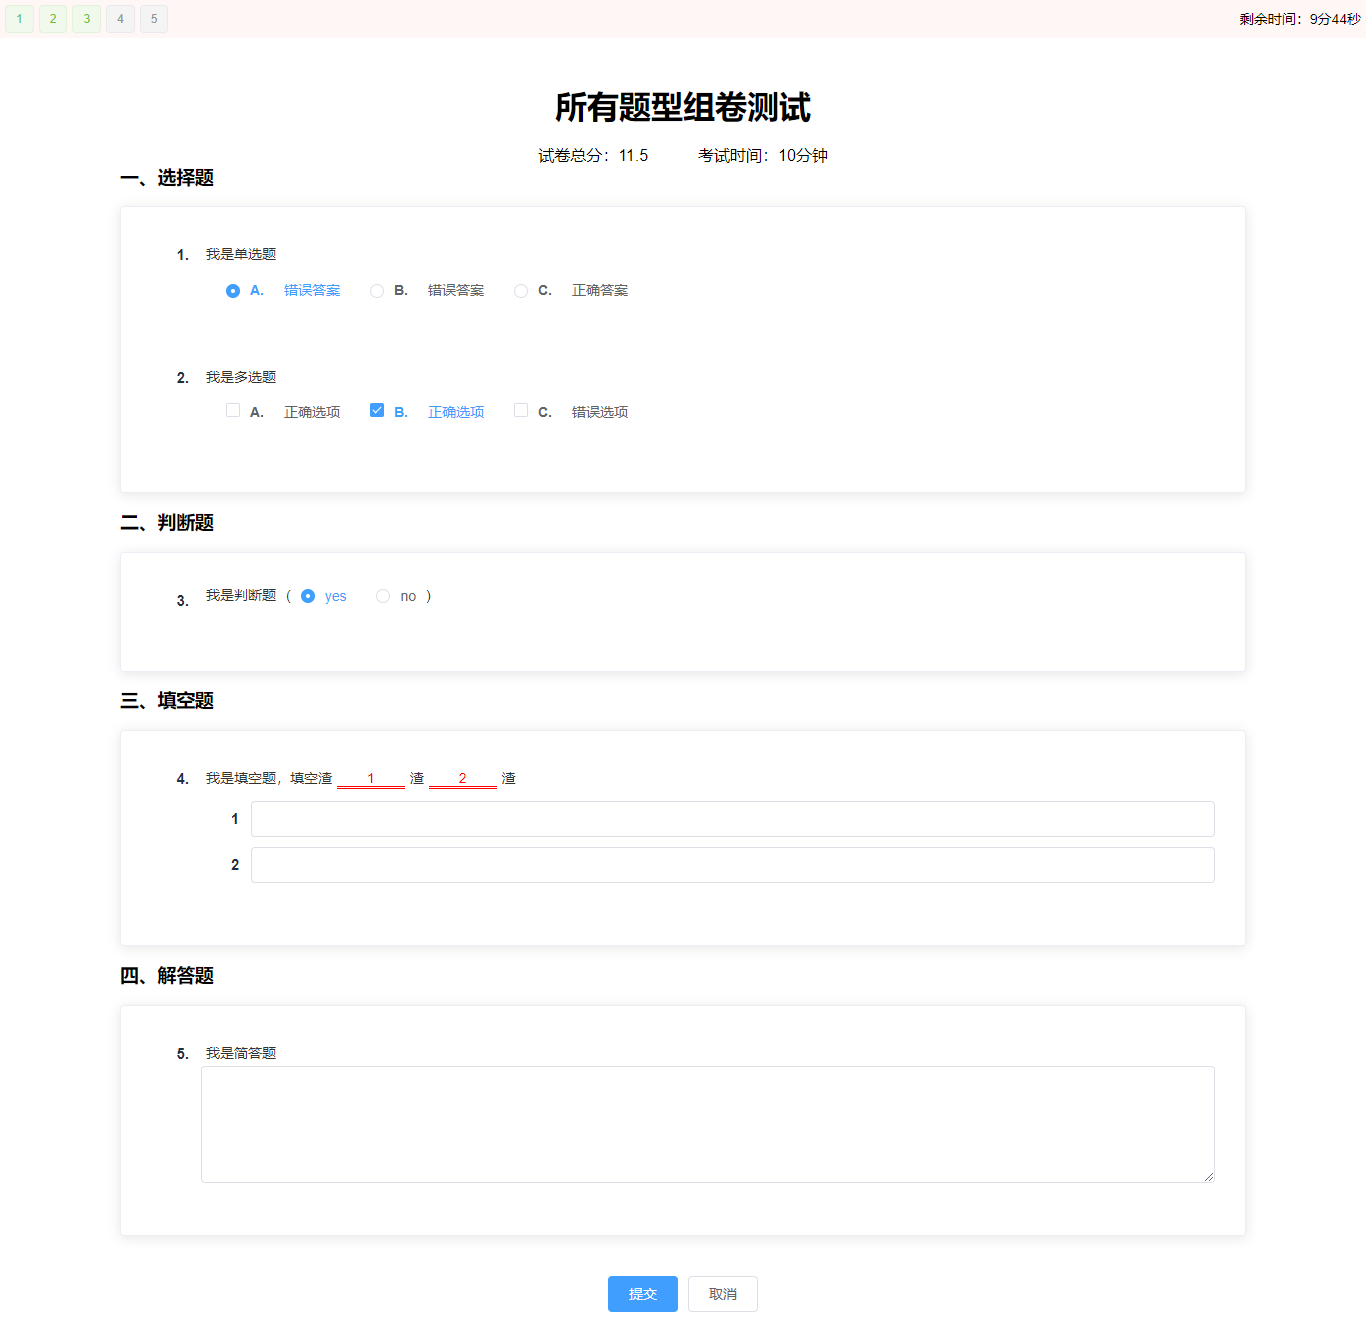 1 2 3 4 5 剩余时间：9分44秒
所有题型组卷测试
试卷总分：11.5 考试时间：10分钟
一、选择题
1. 我是单选题
A. 错误答案 B. 错误答案 C. 正确答案
2. 我是多选题
A. 正确选项 B. 正确选项 C. 错误选项
二、判断题
3. 我是判断题（ yes no ）
三、填空题
4. 我是填空题，填空渣 1 渣 2 渣
1
2
四、解答题
5. 我是简答题
提交 取消